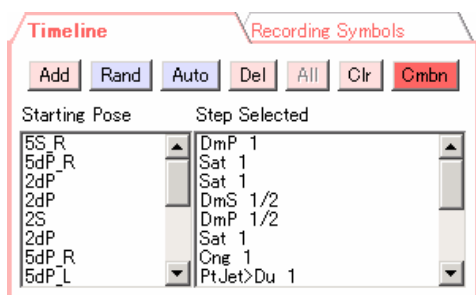 Timeline Recording Symbols
Add Rand Auto Del All Clr Cmbn
Starting Pose Step Selected
5S_R DmP 1
5dP_R Sat 1
2dP Sat 1
2dP DmS 1/2
2S DmP 1/2
2dP Sat 1
5dP_R Cng 1
5dP_L PtJet>Du 1